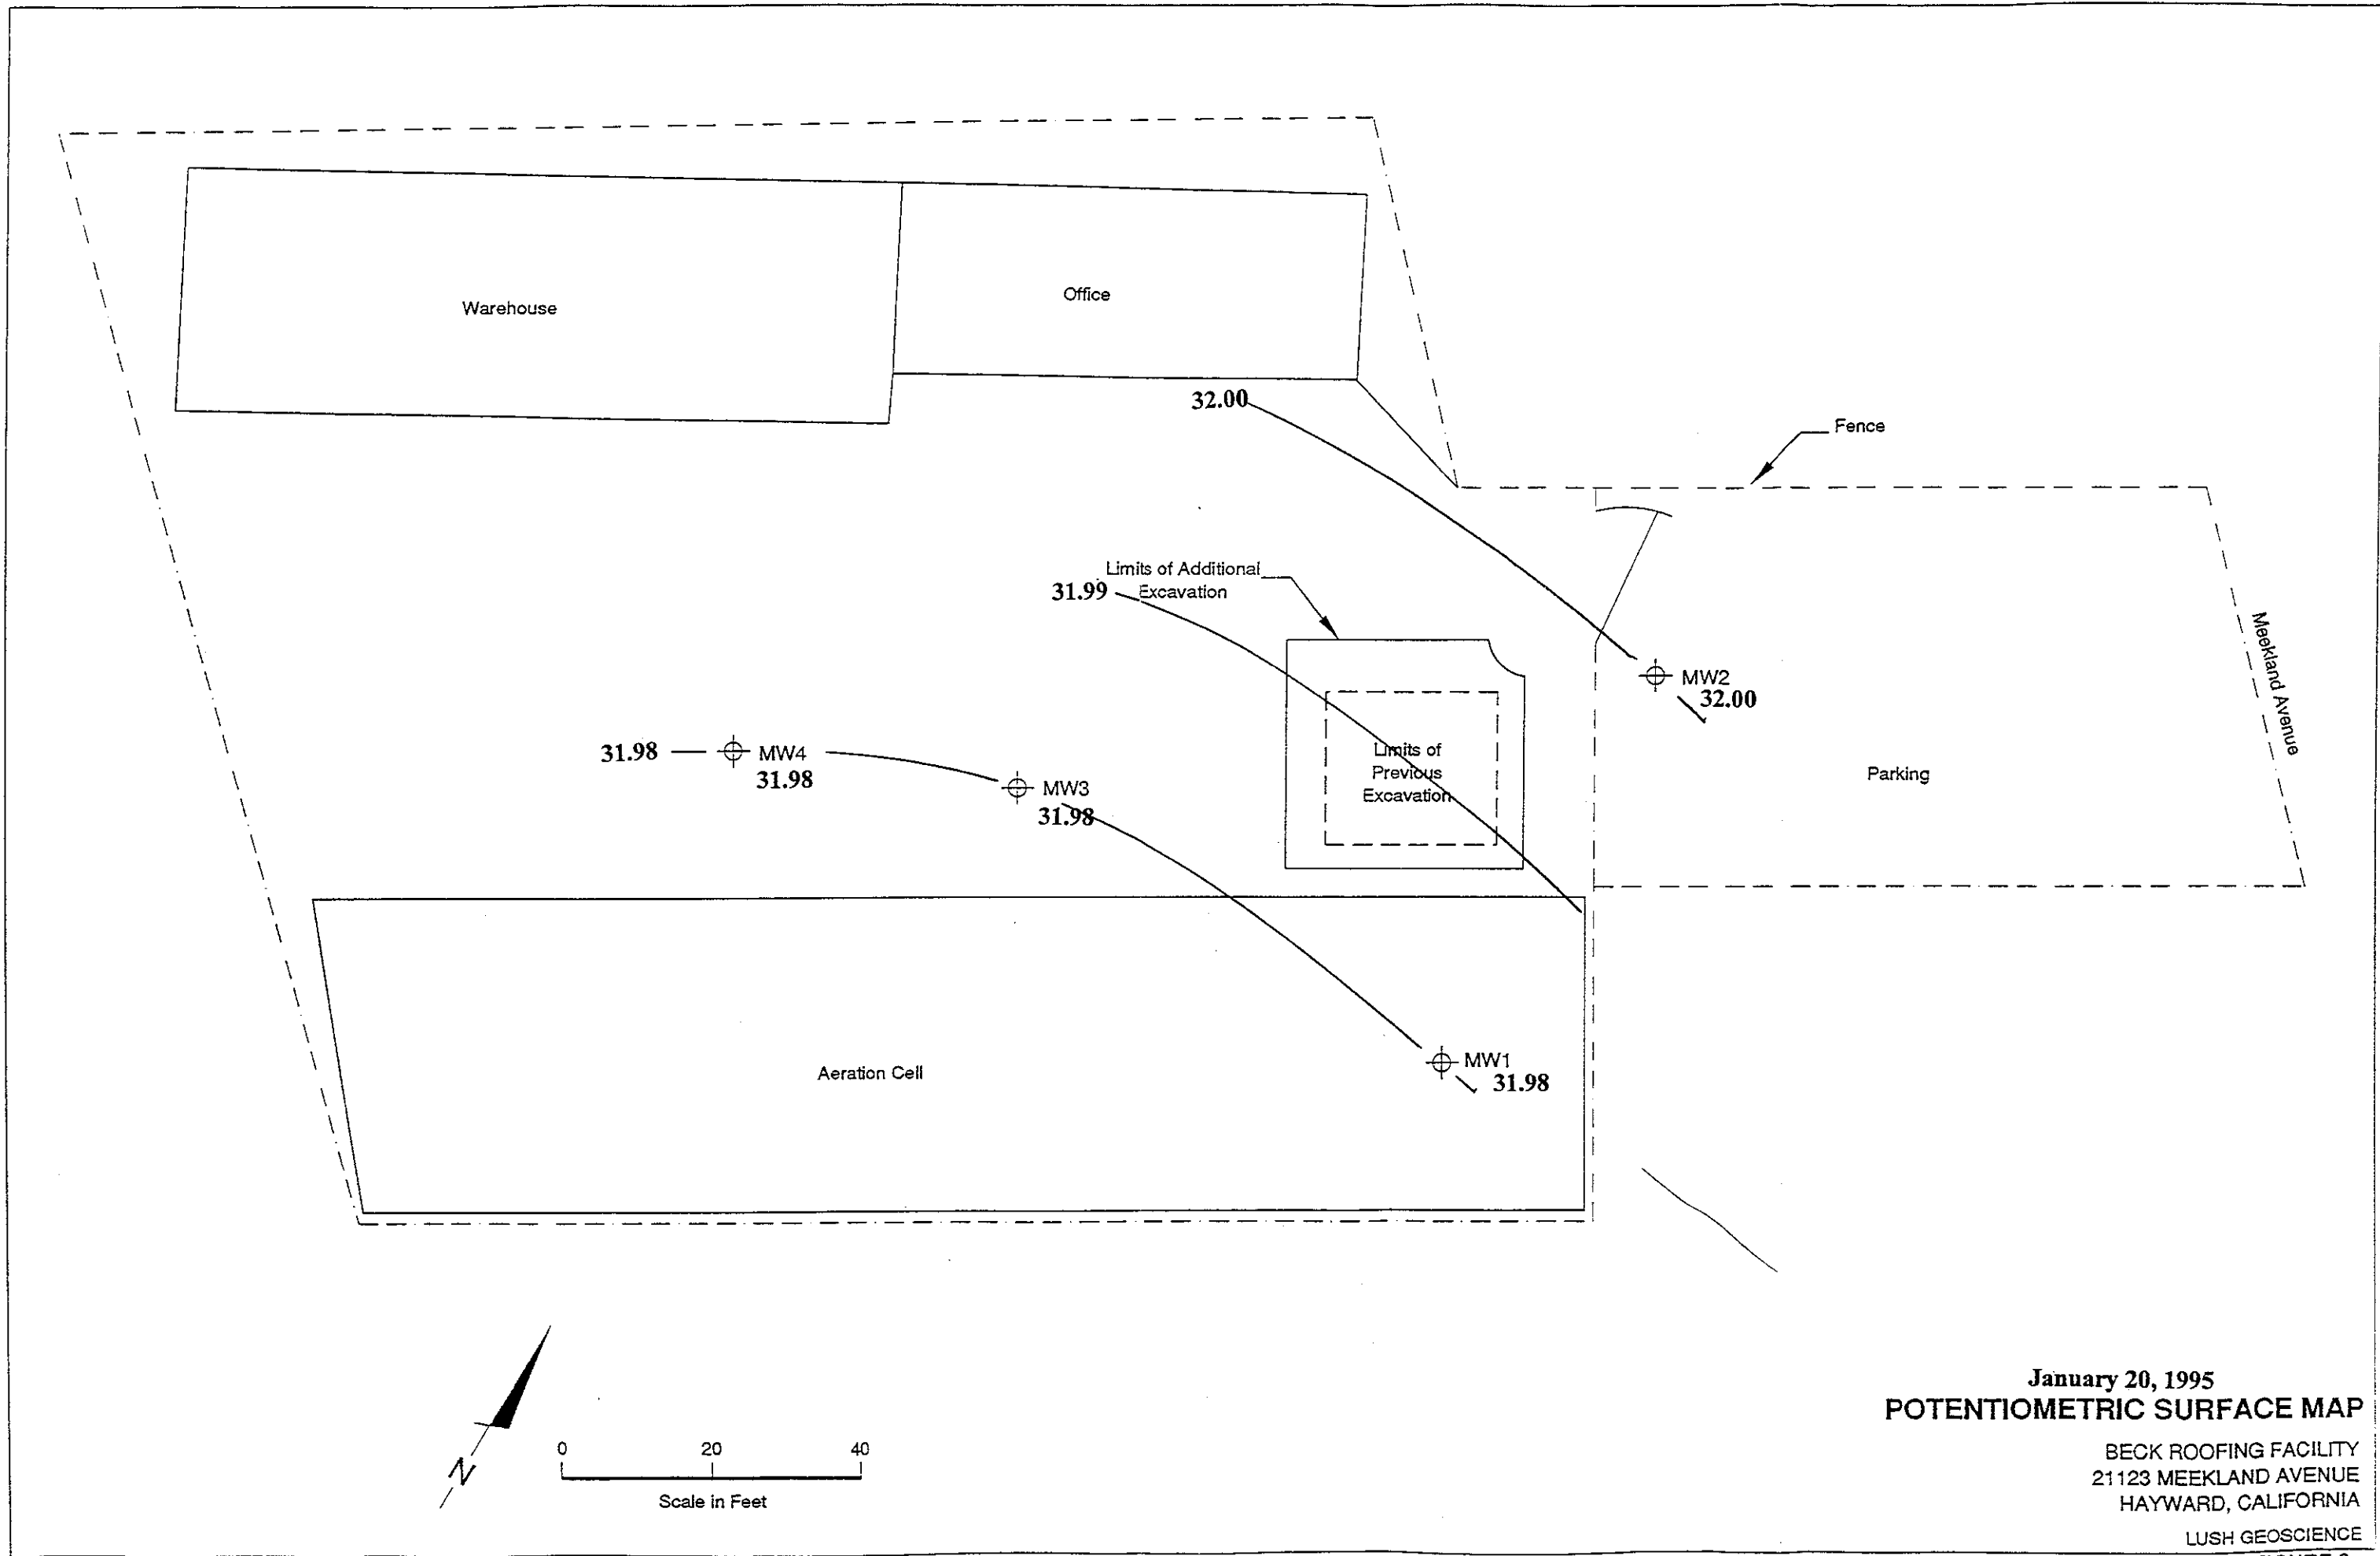 Warehouse
Office
32.00
Fence
Limits of Additional
Excavation
31.99
Meekland Avenue
MW2
32.00
Limits of
Previous
Excavation
Parking
31.98
MW4
31.98
MW3
31.98
Aeration Cell
MW1
31.98
N
0 20 40
Scale in Feet
January 20, 1995
POTENTIOMETRIC SURFACE MAP
BECK ROOFING FACILITY
21123 MEEKLAND AVENUE
HAYWARD, CALIFORNIA
LUSH GEOSCIENCE